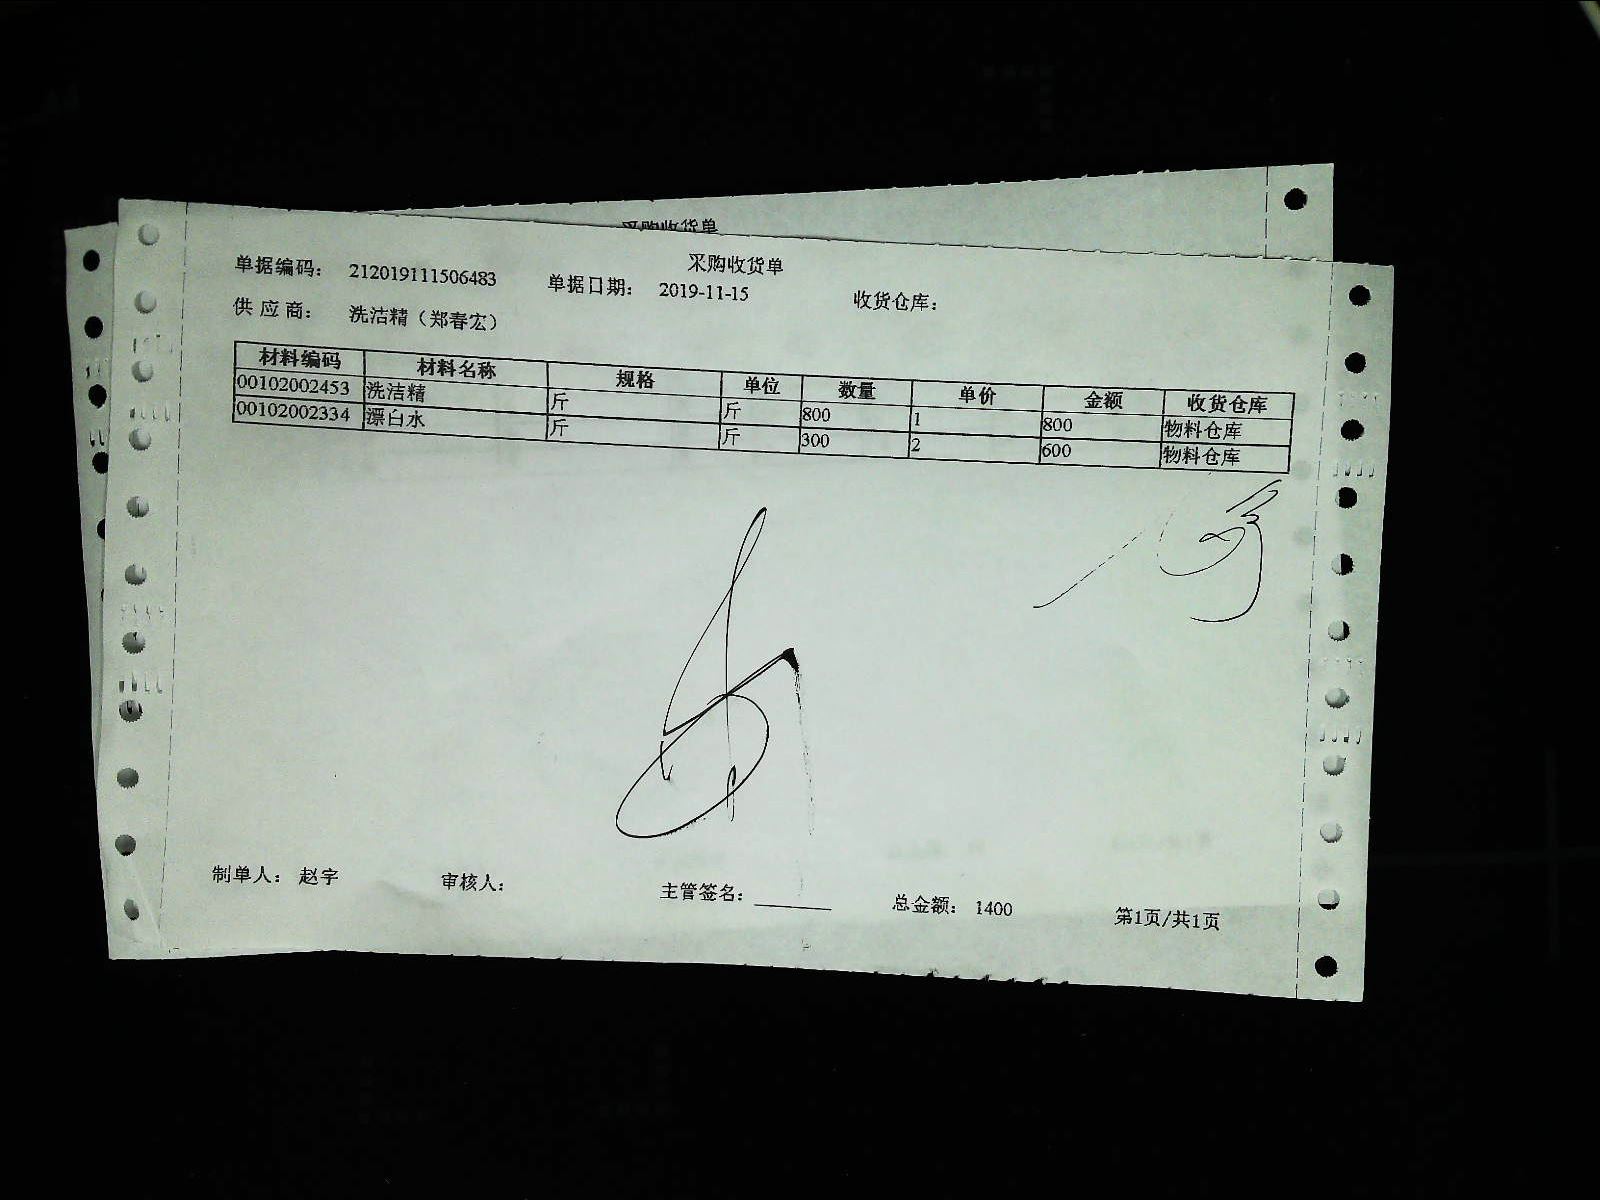 采购收货单
采购收货单
单据编码： 212019111506483 单据日期： 2019-11-15 收货仓库：
供 应 商： 洗洁精（郑春宏）
材料编码 材料名称 规格 单位 数量 单价 金额 收货仓库
00102002453 洗洁精 斤 斤 800 1 800 物料仓库
00102002334 漂白水 斤 斤 300 2 600 物料仓库
制单人： 赵宇 审核人： 主管签名： 总金额： 1400 第1页/共1页